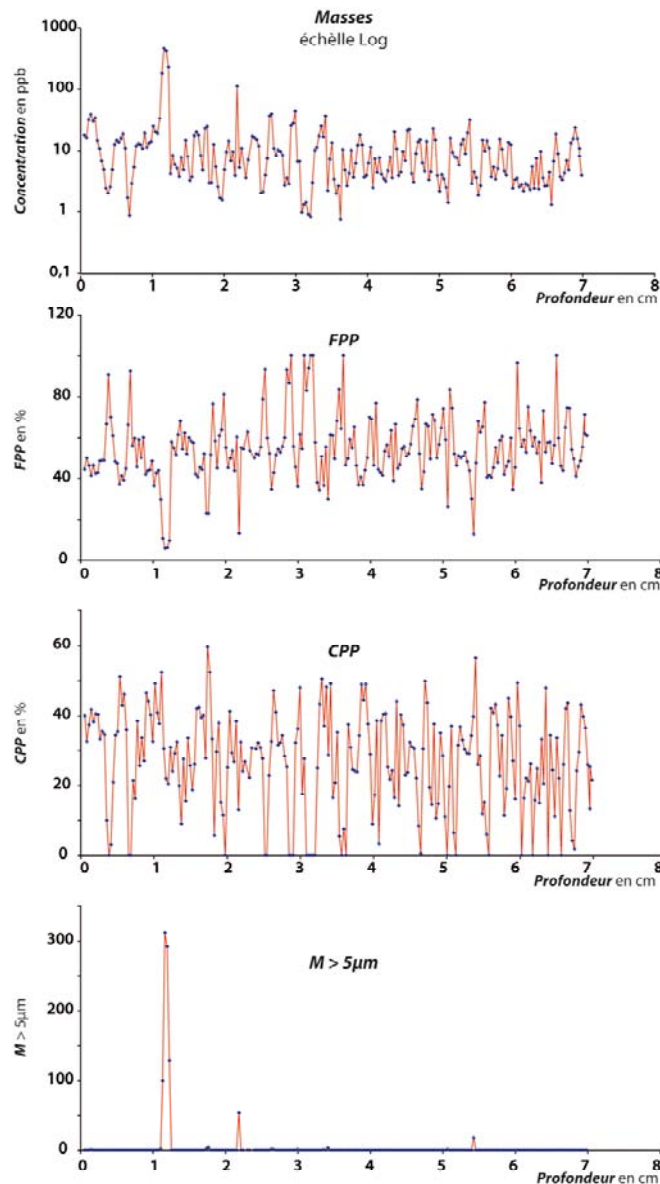 Masses
échèlle Log
1000
100
10
1
0,1
Concentration en ppb
0 1 2 3 4 5 6 7 8
Profondeur en cm
FPP
120
80
40
0
FPP en %
0 1 2 3 4 5 6 7 8
Profondeur en cm
CPP
60
40
20
0
CPP en %
0 1 2 3 4 5 6 7 8
Profondeur en cm
M > 5µm
300
200
100
0
M > 5µm
0 1 2 3 4 5 6 7 8
Profondeur en cm